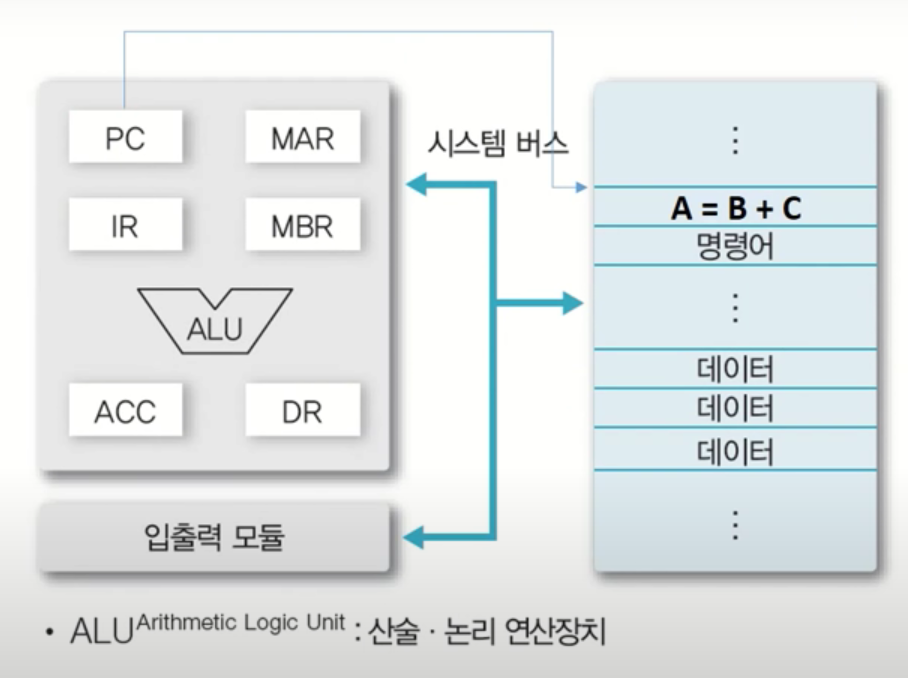 PC
MAR
시스템 버스
IR
MBR
ALU
ACC
DR
입출력 모듈
⋮
A = B + C
명령어
⋮
데이터
데이터
데이터
⋮
• ALU Arithmetic Logic Unit : 산술 · 논리 연산장치